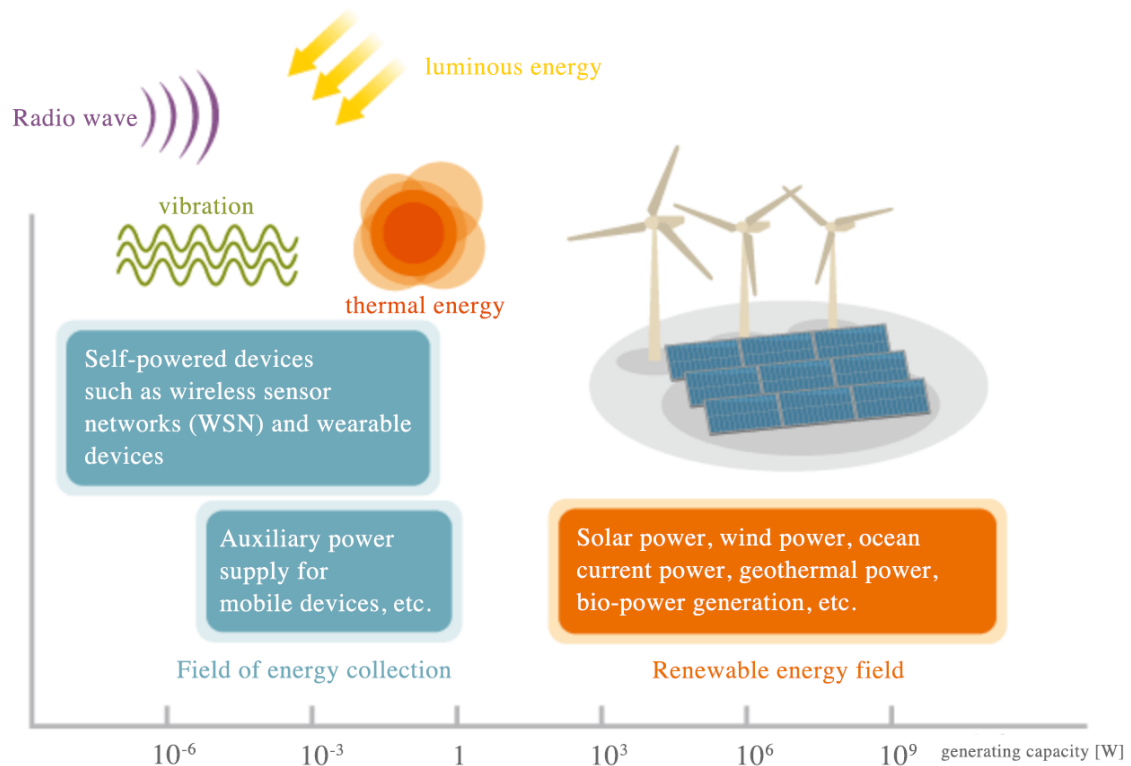 luminous energy
Radio wave
vibration
thermal energy
Self-powered devices
such as wireless sensor
networks (WSN) and wearable
devices
Auxiliary power
supply for
mobile devices, etc.
Solar power, wind power, ocean
current power, geothermal power,
bio-power generation, etc.
Field of energy collection
Renewable energy field
10⁻⁶ 10⁻³ 1 10³ 10⁶ 10⁹ generating capacity [W]